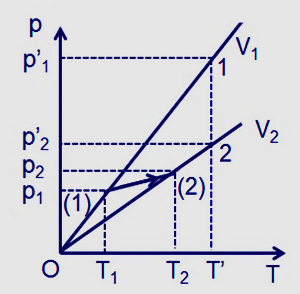 p
V₁
p'₁
1
V₂
p'₂
2
p₂
(2)
p₁
(1)
O
T₁
T₂
T'
T